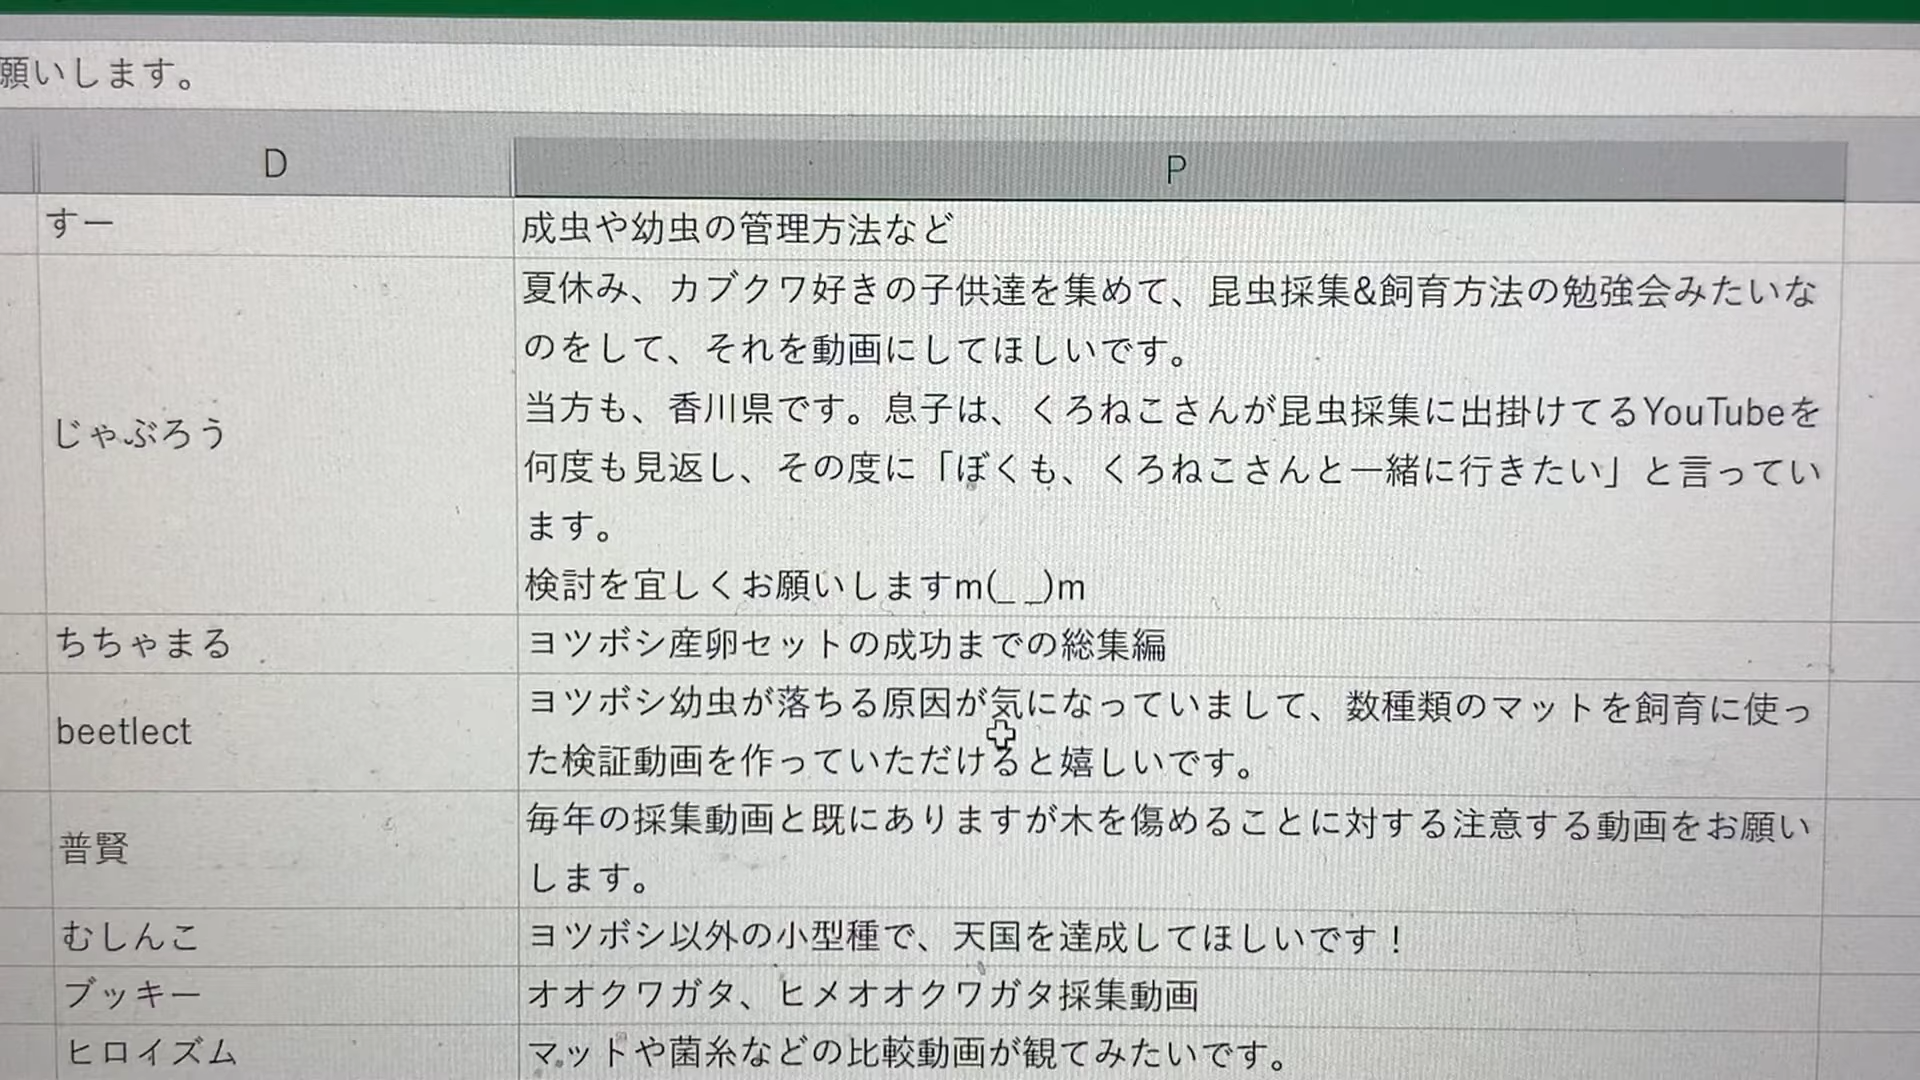 願いします。
D
P
すー
成虫や幼虫の管理方法など
じゃぶろう
夏休み、カブクワ好きの子供達を集めて、昆虫採集&飼育方法の勉強会みたいな
のをして、それを動画にしてほしいです。
当方も、香川県です。息子は、くろねこさんが昆虫採集に出掛けてるYouTubeを
何度も見返し、その度に「ぼくも、くろねこさんと一緒に行きたい」と言ってい
ます。
検討を宜しくお願いしますm(_ _)m
ちちゃまる
ヨツボシ産卵セットの成功までの総集編
beetlect
ヨツボシ幼虫が落ちる原因が気になっていまして、数種類のマットを飼育に使っ
た検証動画を作っていただけると嬉しいです。
普賢
毎年の採集動画と既にありますが木を傷めることに対する注意する動画をお願い
します。
むしんこ
ヨツボシ以外の小型種で、天国を達成してほしいです！
ブッキー
オオクワガタ、ヒメオオクワガタ採集動画
ヒロイズム
マットや菌糸などの比較動画が観てみたいです。